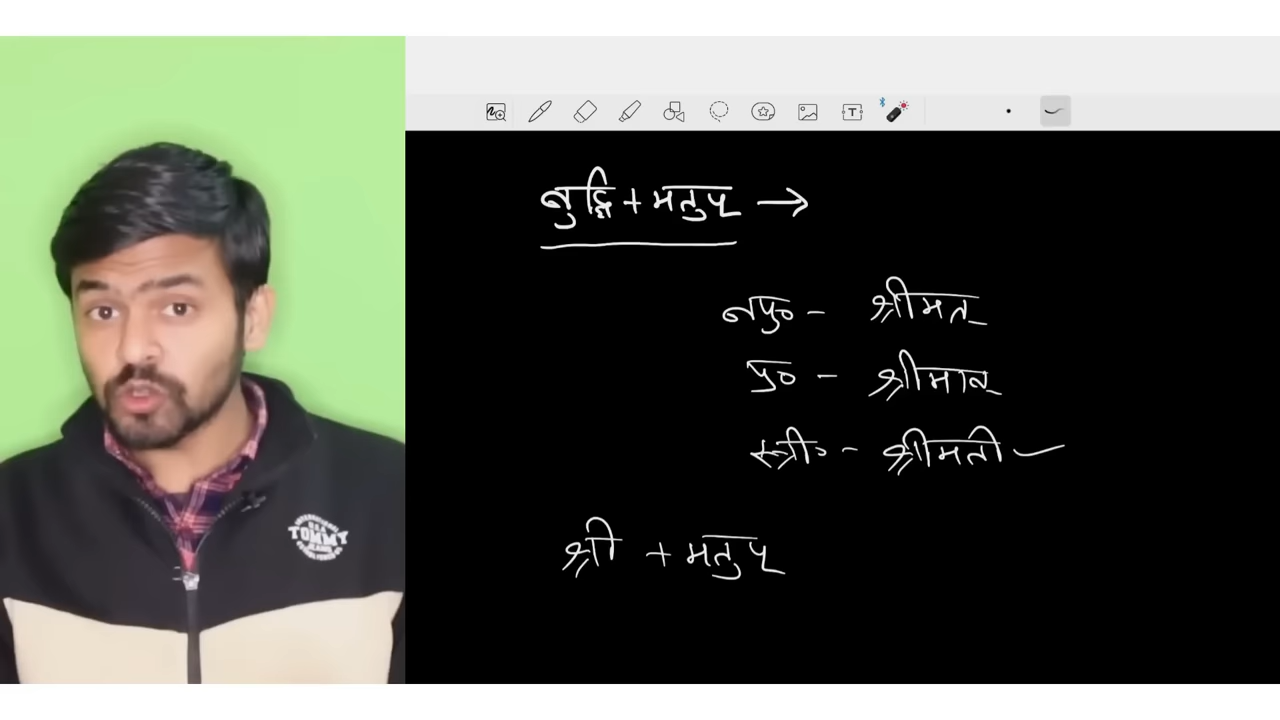 बुद्धि + मतुप् →
नपु० - श्रीमत्
पु० - श्रीमान्
स्त्री० - श्रीमती
श्री + मतुप्
TOMMY
T